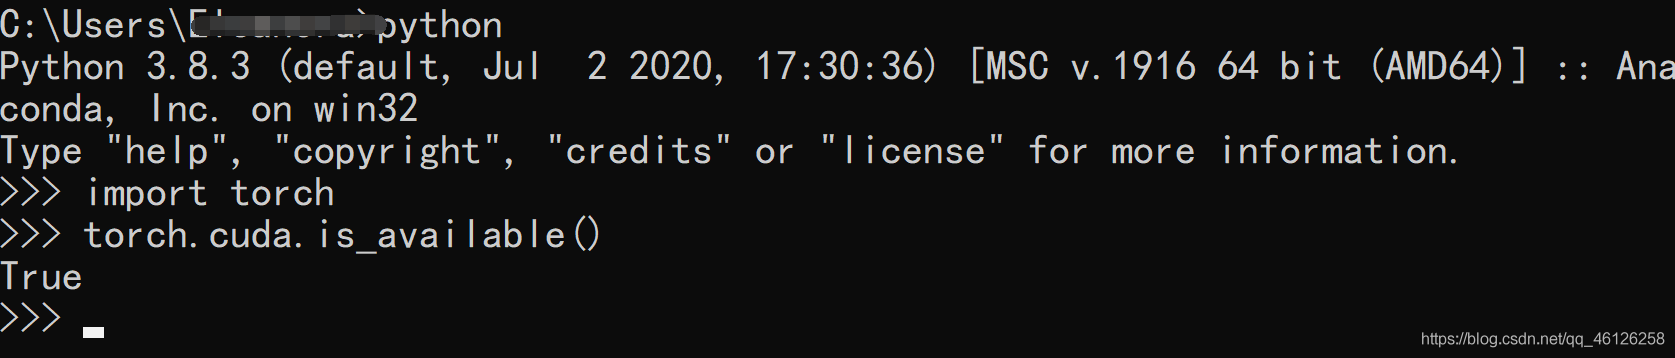 C:\Users\ >python
Python 3.8.3 (default, Jul  2 2020, 17:30:36) [MSC v.1916 64 bit (AMD64)] :: Ana
conda, Inc. on win32
Type "help", "copyright", "credits" or "license" for more information.
>>> import torch
>>> torch.cuda.is_available()
True
>>>
https://blog.csdn.net/qq_46126258